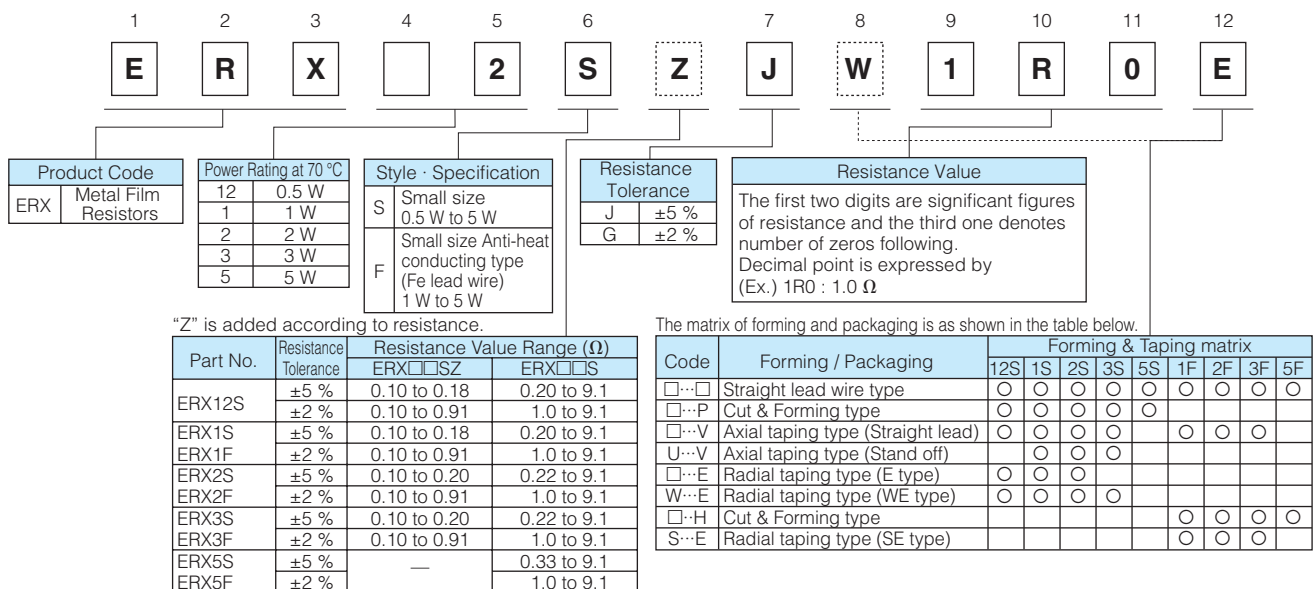 1 2 3 4 5 6 7 8 9 10 11 12
E R X 2 S Z J W 1 R 0 E
Product Code
ERX Metal Film Resistors
Power Rating at 70 °C
12 0.5 W
1 1 W
2 2 W
3 3 W
5 5 W
Style · Specification
S Small size
0.5 W to 5 W
F Small size Anti-heat
conducting type
(Fe lead wire)
1 W to 5 W
Resistance
Tolerance
J ±5 %
G ±2 %
Resistance Value
The first two digits are significant figures
of resistance and the third one denotes
number of zeros following.
Decimal point is expressed by
(Ex.) 1R0 : 1.0 Ω
“Z” is added according to resistance.
Part No. Resistance Tolerance Resistance Value Range (Ω)
ERX□□SZ ERX□□S
ERX12S ±5 % 0.10 to 0.18 0.20 to 9.1
±2 % 0.10 to 0.91 1.0 to 9.1
ERX1S ±5 % 0.10 to 0.18 0.20 to 9.1
ERX1F ±2 % 0.10 to 0.91 1.0 to 9.1
ERX2S ±5 % 0.10 to 0.20 0.22 to 9.1
ERX2F ±2 % 0.10 to 0.91 1.0 to 9.1
ERX3S ±5 % 0.10 to 0.20 0.22 to 9.1
ERX3F ±2 % 0.10 to 0.91 1.0 to 9.1
ERX5S ±5 % — 0.33 to 9.1
ERX5F ±2 % 1.0 to 9.1
The matrix of forming and packaging is as shown in the table below.
Code Forming / Packaging Forming & Taping matrix
12S 1S 2S 3S 5S 1F 2F 3F 5F
□···□ Straight lead wire type ○ ○ ○ ○ ○ ○ ○ ○ ○
□···P Cut & Forming type ○ ○ ○ ○ ○
□···V Axial taping type (Straight lead) ○ ○ ○ ○ ○ ○ ○
U···V Axial taping type (Stand off) ○ ○ ○
□···E Radial taping type (E type) ○ ○ ○
W···E Radial taping type (WE type) ○ ○ ○ ○
□··H Cut & Forming type ○ ○ ○ ○
S···E Radial taping type (SE type) ○ ○ ○